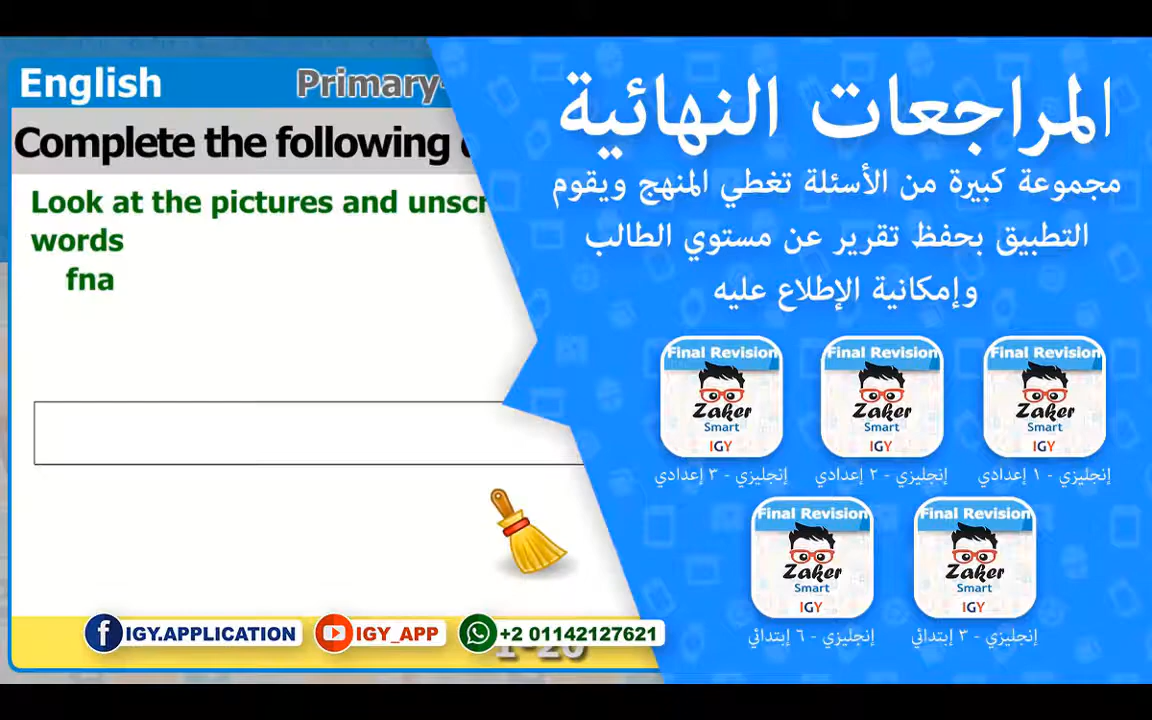 English
Primary
Complete the following
Look at the pictures and
words
fna
المراجعات النهائية
مجموعة كبيرة من الأسئلة تغطي المنهج ويقوم
التطبيق بحفظ تقرير عن مستوي الطالب
وإمكانية الإطلاع عليه
Final Revision
Zaker
Smart
IGY
إنجليزي - ٣ إعدادي
Final Revision
Zaker
Smart
IGY
إنجليزي - ٢ إعدادي
Final Revision
Zaker
Smart
IGY
إنجليزي - ١ إعدادي
Final Revision
Zaker
Smart
IGY
إنجليزي - ٦ إبتدائي
Final Revision
Zaker
Smart
IGY
إنجليزي - ٣ إبتدائي
IGY.APPLICATION
IGY_APP
+2 01142127621